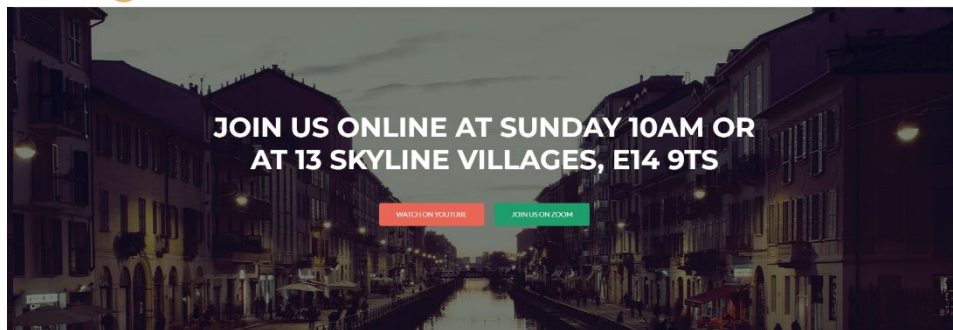 JOIN US ONLINE AT SUNDAY 10AM OR
AT 13 SKYLINE VILLAGES, E14 9TS
WATCH ON YOUTUBE
JOIN US ON ZOOM